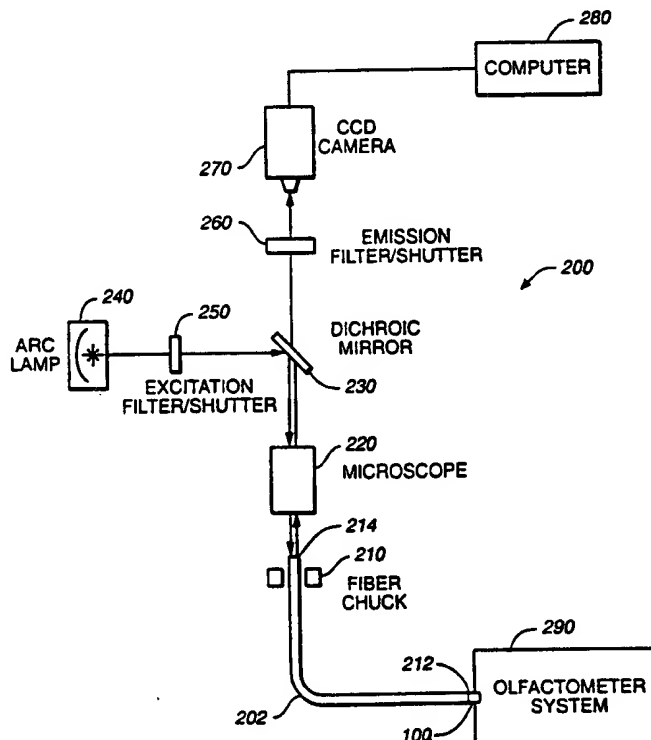 280
COMPUTER
CCD
CAMERA
270
260
EMISSION
FILTER/SHUTTER
200
240
250
DICHROIC
MIRROR
ARC
LAMP
EXCITATION
FILTER/SHUTTER
230
220
MICROSCOPE
214
210
FIBER
CHUCK
290
212
OLFACTOMETER
SYSTEM
202
100